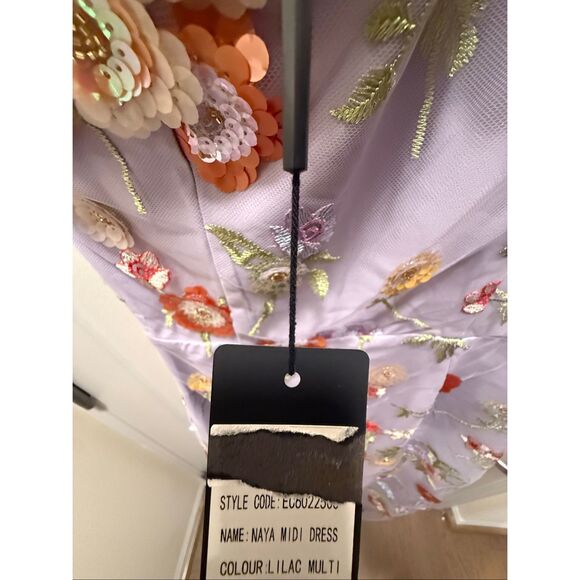 STYLE CODE:
NAME: NAYA MIDI DRESS
COLOUR: LILAC MULTI